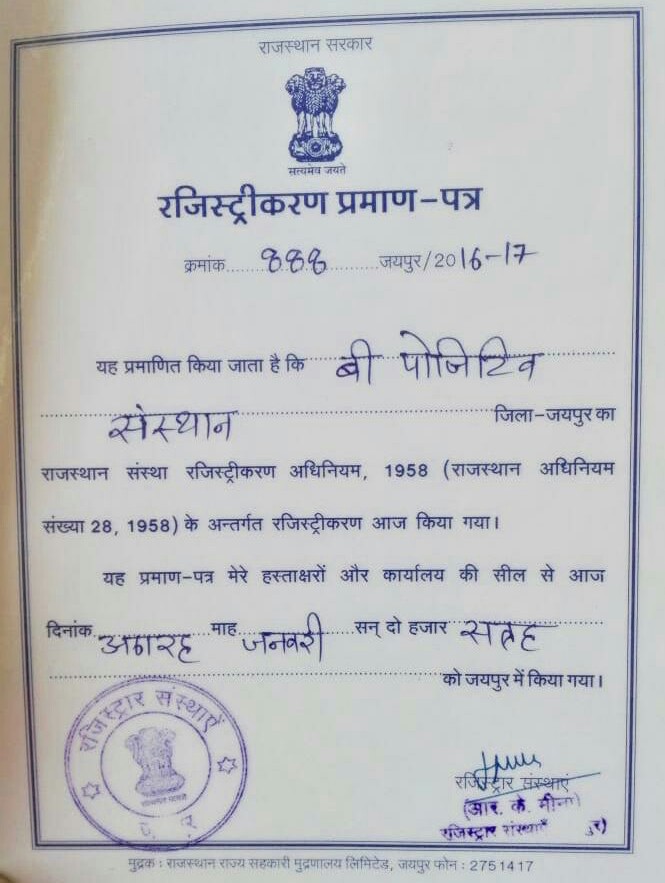 राजस्थान सरकार
सत्यमेव जयते
रजिस्ट्रीकरण प्रमाण-पत्र
क्रमांक......888......जयपुर/2016-17
यह प्रमाणित किया जाता है कि बी पोजिटिव
संस्थान जिला-जयपुर का
राजस्थान संस्था रजिस्ट्रीकरण अधिनियम, 1958 (राजस्थान अधिनियम
संख्या 28, 1958) के अन्तर्गत रजिस्ट्रीकरण आज किया गया।
यह प्रमाण-पत्र मेरे हस्ताक्षरों और कार्यालय की सील से आज
दिनांक अठारह माह जनवरी सन् दो हजार सत्रह
को जयपुर में किया गया।
रजिस्ट्रार संस्थाएँ
रजिस्ट्रार संस्थाएं
(आर. के. मीना)
रजिस्ट्रार संस्थाएं
मुद्रक : राजस्थान राज्य सहकारी मुद्रणालय लिमिटेड, जयपुर फोन : 2751417